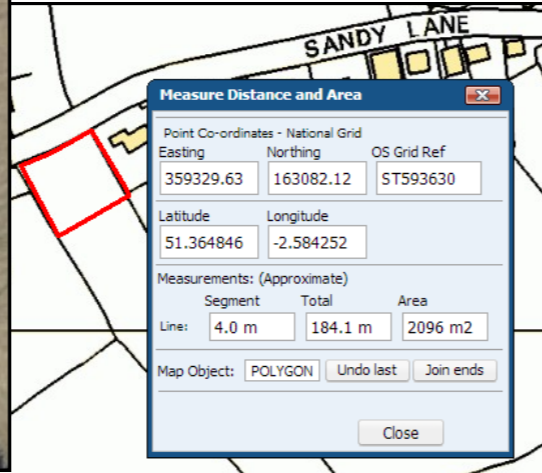 SANDY LANE
Measure Distance and Area
Point Co-ordinates - National Grid
Easting Northing OS Grid Ref
359329.63 163082.12 ST593630
Latitude Longitude
51.364846 -2.584252
Measurements: (Approximate)
Segment Total Area
Line: 4.0 m 184.1 m 2096 m2
Map Object: POLYGON Undo last Join ends
Close